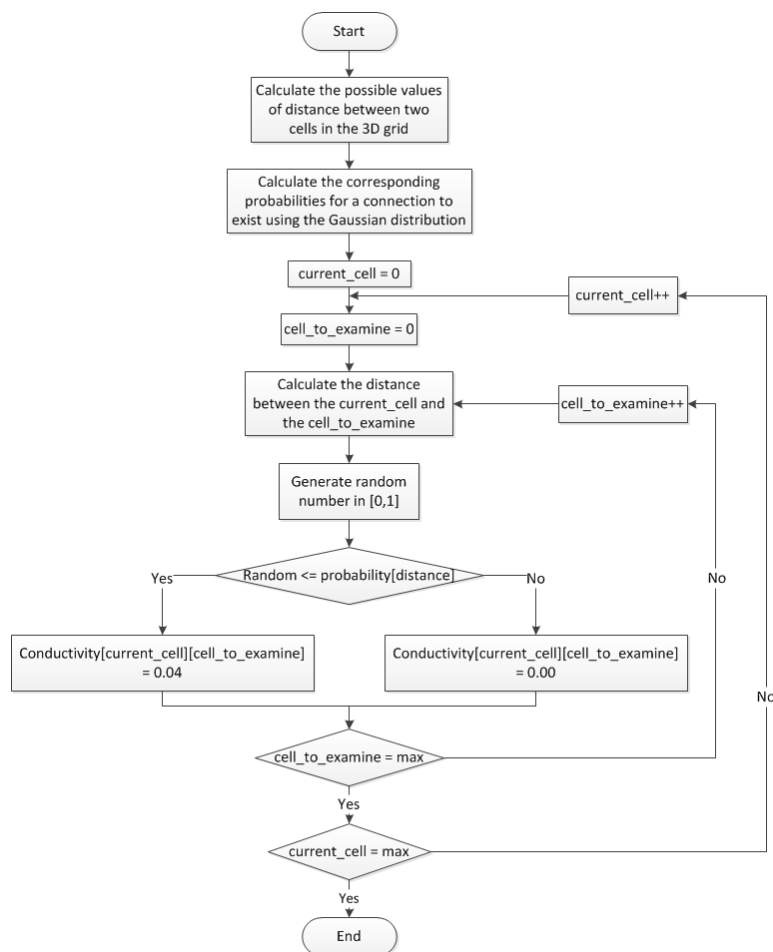 Start
Calculate the possible values
of distance between two
cells in the 3D grid
Calculate the corresponding
probabilities for a connection to
exist using the Gaussian distribution
current_cell = 0
current_cell++
cell_to_examine = 0
Calculate the distance
between the current_cell and
the cell_to_examine
cell_to_examine++
Generate random
number in [0,1]
Random <= probability[distance]
Yes
No
No
Conductivity[current_cell][cell_to_examine]
= 0.04
Conductivity[current_cell][cell_to_examine]
= 0.00
No
cell_to_examine = max
Yes
current_cell = max
Yes
End